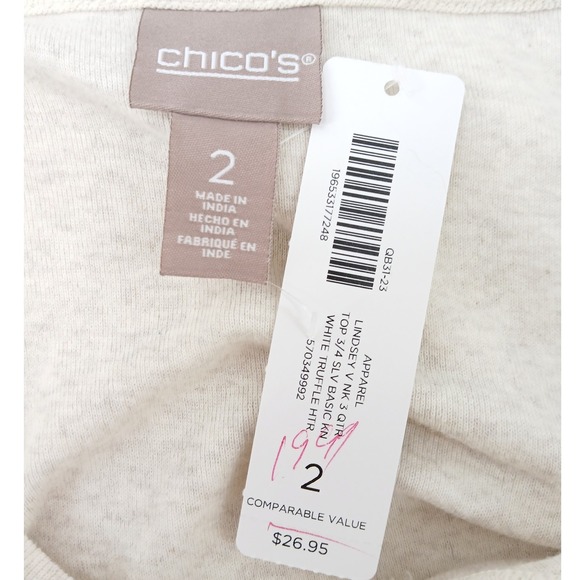 chico's®
2
MADE IN
INDIA
HECHO EN
INDIA
FABRIQUÉ EN
INDE
196533177248
QB31-23
APPAREL
LINDSEY V NK 3 QTR
TOP 3/4 SLV BASIC KN
WHITE TRUFFLE HTR
570349992
2
COMPARABLE VALUE
$26.95